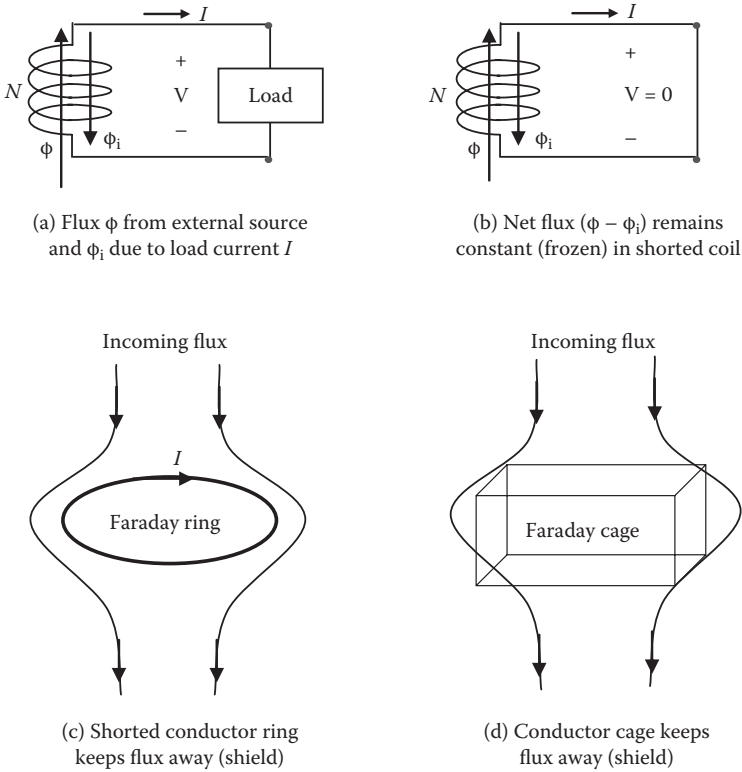 I
+
N
V
Load
−
ϕ
ϕi
(a) Flux ϕ from external source
and ϕi due to load current I
I
+
N
V = 0
−
ϕ
ϕi
(b) Net flux (ϕ – ϕi) remains
constant (frozen) in shorted coil
Incoming flux
I
Faraday ring
(c) Shorted conductor ring
keeps flux away (shield)
Incoming flux
Faraday cage
(d) Conductor cage keeps
flux away (shield)